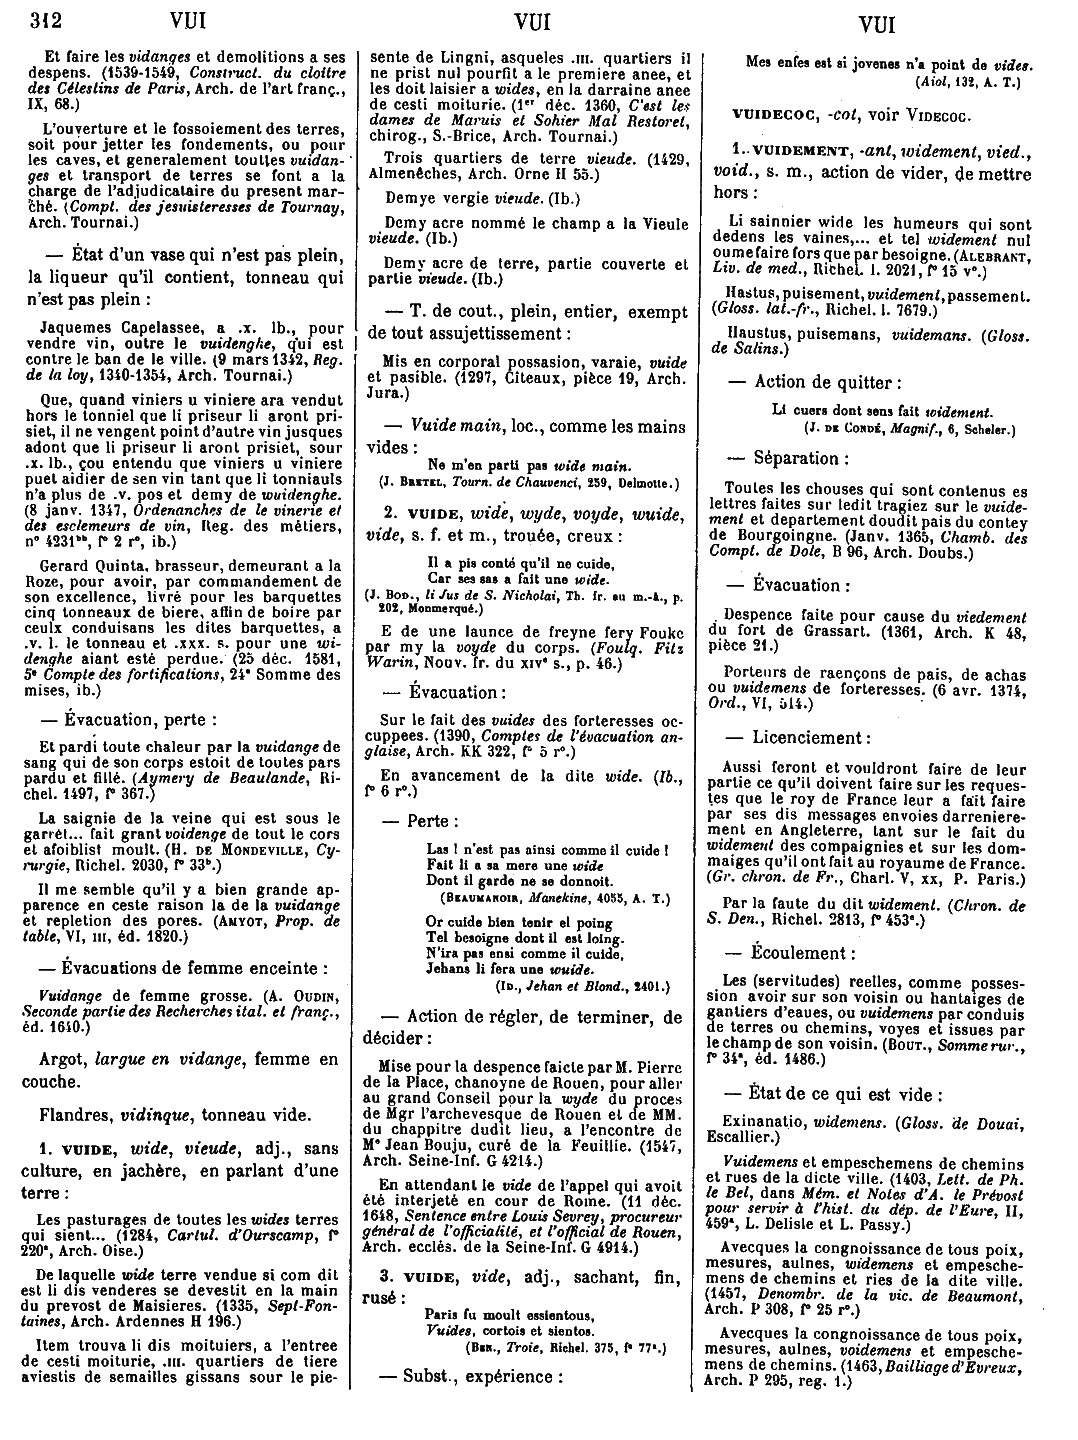 312 VUI VUI VUI
Et faire les vidanges et demolitions a ses
despens. (1539-1549, Construct. du cloitre
des Célestins de Paris, Arch. de l'art franç.,
IX, 68.)
L'ouverture et le fossoiement des terres,
soit pour jetter les fondements, ou pour
les caves, et generalement touttes vuidan-
ges et transport de terres se font a la
charge de l'adjudicataire du present mar-
ché. (Compt. des jesuisteresses de Tournay,
Arch. Tournai.)
— État d'un vase qui n'est pas plein,
la liqueur qu'il contient, tonneau qui
n'est pas plein :
Jaquemes Capelassee, a .x. lb., pour
vendre vin, outre le vuidenghe, qui est
contre le ban de le ville. (9 mars 1342, Reg.
de la loy, 1340-1354, Arch. Tournai.)
Que, quand viniers u viniere ara vendut
hors le tonniel que li priseur li aront pri-
siet, il ne vengent point d'autre vin jusques
adont que li priseur li aront prisiet, sour
.x. lb., çou entendu que viniers u viniere
puet aidier de sen vin tant que li tonniauls
n'a plus de .v. pos et demy de wuidenghe.
(8 janv. 1347, Ordenanches de le vinerie et
des esclemeurs de vin, Reg. des métiers,
n° 4231bis, f° 2 r°, ib.)
Gerard Quinta, brasseur, demeurant a la
Roze, pour avoir, par commandement de
son excellence, livré pour les barquettes
cinq tonneaux de biere, affin de boire par
ceulx conduisans les dites barquettes, a
.v. l. le tonneau et .xxx. s. pour une wi-
denghe aiant esté perdue. (25 déc. 1581,
5e Compte des fortifications, 24e Somme des
mises, ib.)
— Évacuation, perte :
Et pardi toute chaleur par la vuidange de
sang qui de son corps estoit de toutes pars
pardu et fillé. (Aymery de Beaulande, Ri-
chel. 1497, f° 367.)
La saignie de la veine qui est sous le
garret... fait grant voidenge de tout le cors
et afoiblist moult. (H. DE MONDEVILLE, Cy-
rurgie, Richel. 2030, f° 33b.)
Il me semble qu'il y a bien grande ap-
parence en ceste raison la de la vuidange
et repletion des pores. (AMYOT, Prop. de
table, VI, III, éd. 1820.)
— Évacuations de femme enceinte :
Vuidange de femme grosse. (A. OUDIN,
Seconde partie des Recherches ital. et franç.,
éd. 1640.)
Argot, largue en vidange, femme en
couche.
Flandres, vidinque, tonneau vide.
1. VUIDE, wide, vieude, adj., sans
culture, en jachère, en parlant d'une
terre :
Les pasturages de toutes les wides terres
qui sient... (1284, Cartul. d'Ourscamp, f°
220a, Arch. Oise.)
De laquelle wide terre vendue si com dit
est li dis venderes se devestit en la main
du prevost de Maisieres. (1335, Sept-Fon-
taines, Arch. Ardennes H 196.)
Item trouva li dis moituiers, a l'entree
de cesti moiturie, .III. quartiers de tiere
aviestis de semailles gissans sour le pie-
sente de Lingni, asqueles .III. quartiers il
ne prist nul pourfit a le premiere anee, et
les doit laisier a wides, en la darraine anee
de cesti moiturie. (1er déc. 1360, C'est les
dames de Maruis et Sohier Mal Restorel,
chirog., S.-Brice, Arch. Tournai.)
Trois quartiers de terre vieude. (1429,
Almenêches, Arch. Orne H 55.)
Demye vergie vieude. (Ib.)
Demy acre nommé le champ a la Vieule
vieude. (Ib.)
Demy acre de terre, partie couverte et
partie vieude. (Ib.)
— T. de cout., plein, entier, exempt
de tout assujettissement :
Mis en corporal possasion, varaie, vuide
et pasible. (1297, Citeaux, pièce 19, Arch.
Jura.)
— Vuide main, loc., comme les mains
vides :
Ne m'en parti pas wide main.
(J. BRETEL, Tourn. de Chauvenci, 259, Delmotte.)
2. VUIDE, wide, wyde, voyde, wuide,
vide, s. f. et m., trouée, creux :
Il a pis conté qu'il ne cuide,
Car ses sas a fait une wide.
(J. BOD., li Jus de S. Nicholai, Th. fr. au m.-â., p.
202, Monmerqué.)
E de une launce de freyne fery Fouke
par my la voyde du corps. (Foulq. Fitz
Warin, Nouv. fr. du XIVe s., p. 46.)
— Évacuation :
Sur le fait des vuides des forteresses oc-
cuppees. (1390, Comptes de l'évacuation an-
glaise, Arch. KK 322, f° 5 r°.)
En avancement de la dite wide. (Ib.,
f° 6 r°.)
— Perte :
Las ! n'est pas ainsi comme il cuide !
Fait li a sa mere une wide
Dont il garde ne se donnoit.
(BEAUMANOIR, Manekine, 4055, A. T.)
Or cuide bien tenir el poing
Tel besoigne dont il est loing.
N'ira pas ensi comme il cuide,
Jehans li fera une wuide.
(ID., Jehan et Blond., 2401.)
— Action de régler, de terminer, de
décider :
Mise pour la despence faicte par M. Pierre
de la Place, chanoyne de Rouen, pour aller
au grand Conseil pour la wyde du proces
de Mgr l'archevesque de Rouen et de MM.
du chappitre dudit lieu, a l'encontre de
Me Jean Bouju, curé de la Feuillie. (1547,
Arch. Seine-Inf. G 4214.)
En attendant le vide de l'appel qui avoit
été interjeté en cour de Rome. (11 déc.
1648, Sentence entre Louis Sevrey, procureur
général de l'officialité, et l'official de Rouen,
Arch. ecclés. de la Seine-Inf. G 4914.)
3. VUIDE, vide, adj., sachant, fin,
rusé :
Paris fu moult essientous,
Vuides, cortois et sientos.
(BEN., Troie, Richel. 375, f° 77a.)
— Subst., expérience :
Mes enfes est si jovenes n'a point de vides.
(Aiol, 132, A. T.)
VUIDECOC, -cot, voir VIDECOC.
1. VUIDEMENT, -ant, widement, vied.,
void., s. m., action de vider, de mettre
hors :
Li sainnier wide les humeurs qui sont
dedens les vaines,... et tel widement nul
oume faire fors que par besoigne. (ALEBRANT,
Liv. de med., Richel. l. 2021, f° 15 v°.)
Hastus, puisement, vuidement, passement.
(Gloss. lat.-fr., Richel. l. 7679.)
Haustus, puisemans, vuidemans. (Gloss.
de Salins.)
— Action de quitter :
Li cuers dont sens fait widement.
(J. DE CONDÉ, Magnif., 6, Scheler.)
— Séparation :
Toutes les chouses qui sont contenus es
lettres faites sur ledit tragiez sur le vuide-
ment et departement doudit pais du contey
de Bourgoingne. (Janv. 1365, Chamb. des
Compt. de Dole, B 96, Arch. Doubs.)
— Évacuation :
Despence faite pour cause du viedement
du fort de Grassart. (1361, Arch. K 48,
pièce 21.)
Porteurs de raençons de pais, de achas
ou vuidemens de forteresses. (6 avr. 1374,
Ord., VI, 514.)
— Licenciement :
Aussi feront et vouldront faire de leur
partie ce qu'il doivent faire sur les reques-
tes que le roy de France leur a fait faire
par ses dis messages envoies darreniere-
ment en Angleterre, tant sur le fait du
widement des compaignies et sur les dom-
maiges qu'il ont fait au royaume de France.
(Gr. chron. de Fr., Charl. V, XX, P. Paris.)
Par la faute du dit widement. (Chron. de
S. Den., Richel. 2813, f° 453c.)
— Écoulement :
Les (servitudes) reelles, comme posses-
sion avoir sur son voisin ou hantaiges de
gantiers d'eaues, ou vuidemens par conduis
de terres ou chemins, voyes et issues par
le champ de son voisin. (BOUT., Somme rur.,
f° 34a, éd. 1486.)
— État de ce qui est vide :
Exinanatio, widemens. (Gloss. de Douai,
Escallier.)
Vuidemens et empeschemens de chemins
et rues de la dicte ville. (1403, Lett. de Ph.
le Bel, dans Mém. et Notes d'A. le Prévost
pour servir à l'hist. du dép. de l'Eure, II,
459a, L. Delisle et L. Passy.)
Avecques la congnoissance de tous poix,
mesures, aulnes, widemens et empesche-
mens de chemins et ries de la dite ville.
(1457, Denombr. de la vic. de Beaumont,
Arch. P 308, f° 25 r°.)
Avecques la congnoissance de tous poix,
mesures, aulnes, voidemens et empesche-
mens de chemins. (1463, Bailliage d'Evreux,
Arch. P 295, reg. 1.)